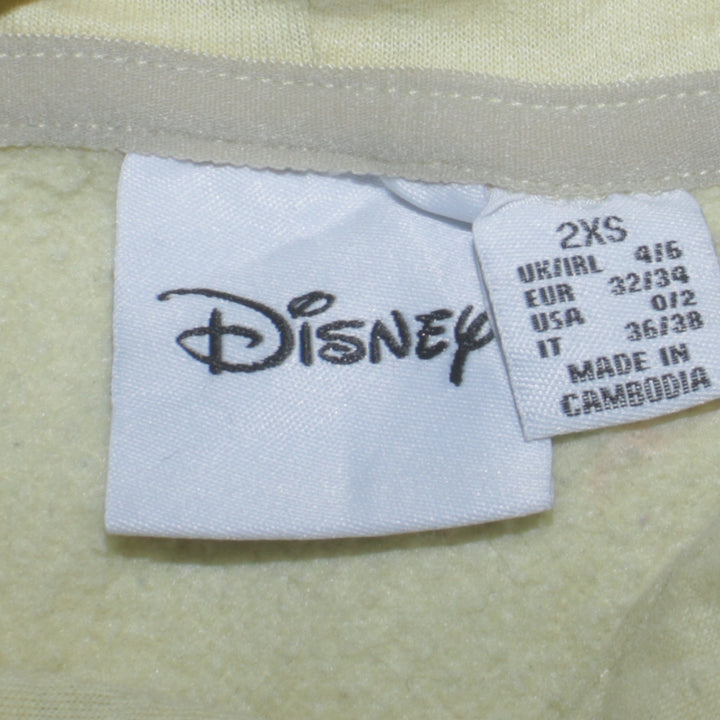 Disney
2XS
UK/IRL 4/6
EUR 32/34
USA 0/2
IT 36/38
MADE IN
CAMBODIA